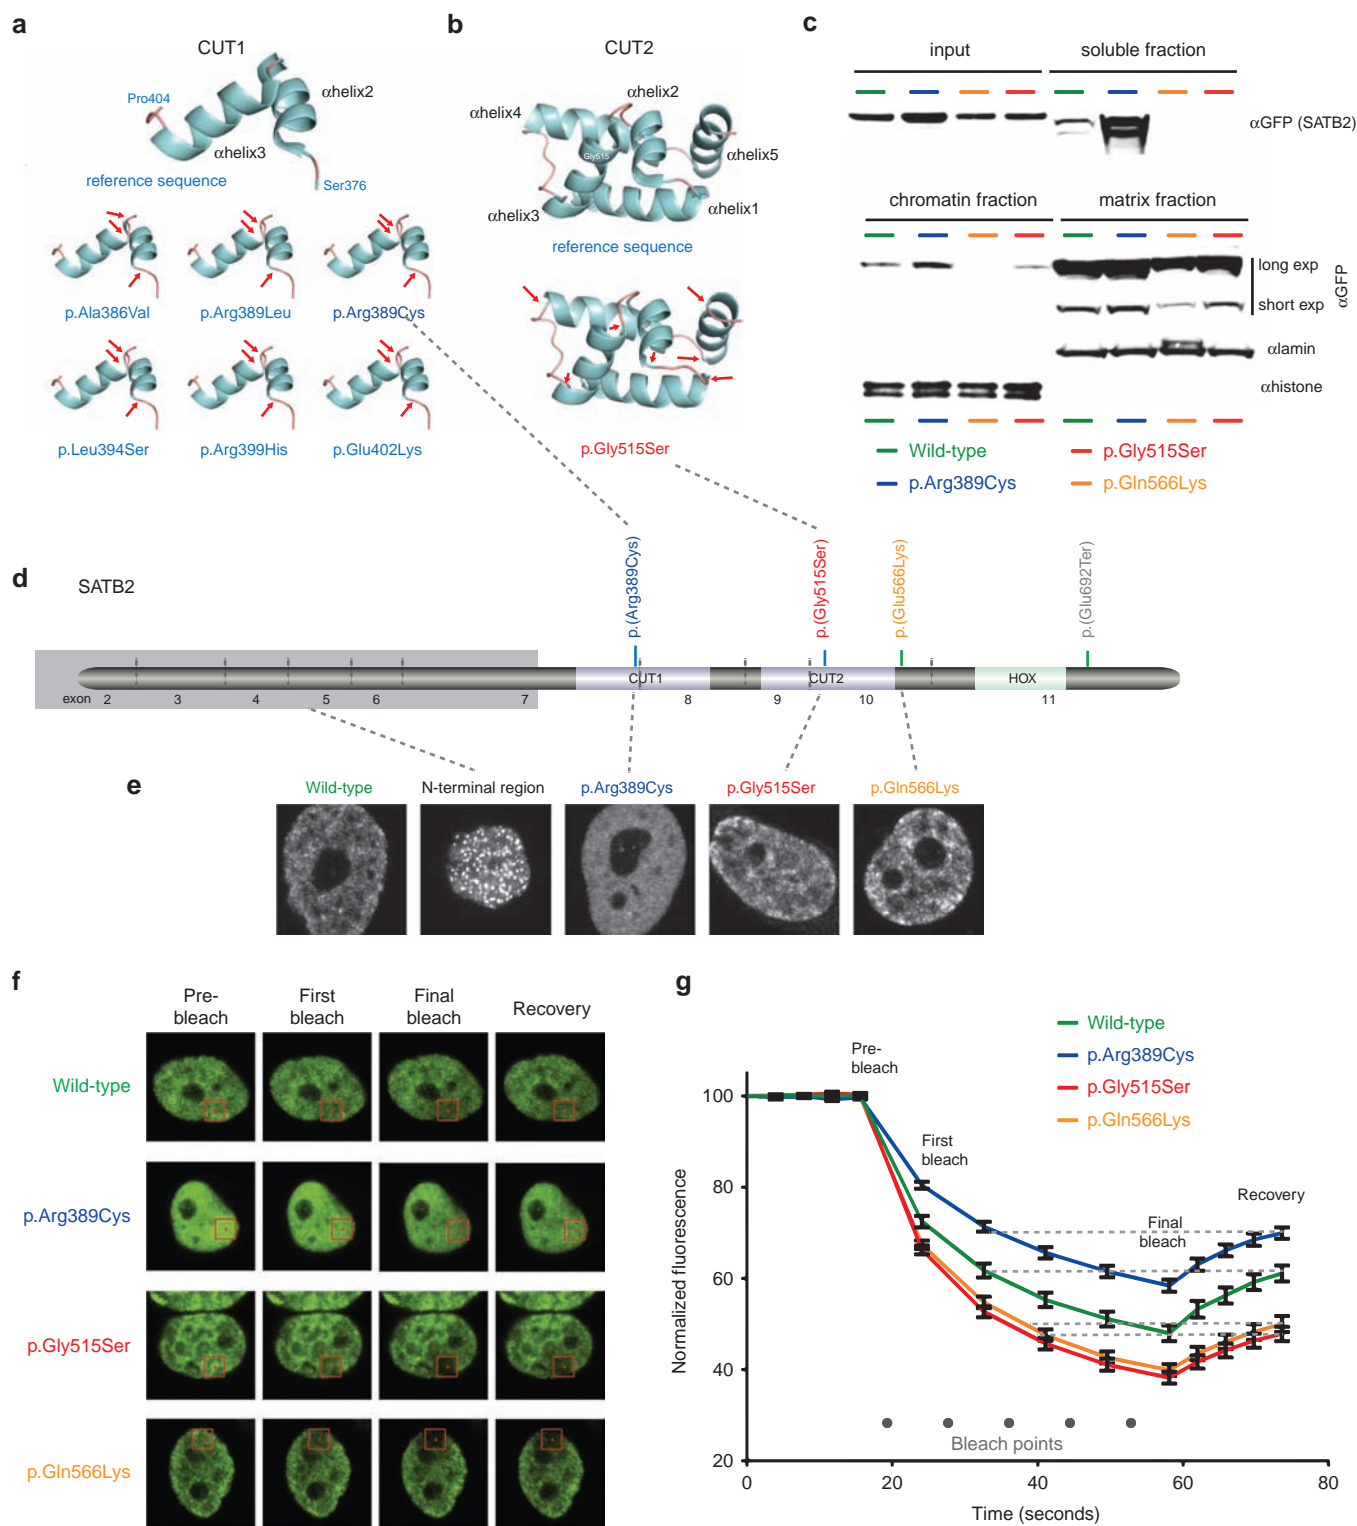 a
CUT1
Pro404
αhelix2
αhelix3
Ser376
reference sequence
p.Ala386Val
p.Arg389Leu
p.Arg389Cys
p.Leu394Ser
p.Arg399His
p.Glu402Lys
b
CUT2
αhelix4
αhelix2
Gly515
αhelix5
αhelix3
αhelix1
reference sequence
p.Gly515Ser
c
input
soluble fraction
αGFP (SATB2)
chromatin fraction
matrix fraction
long exp
short exp
αGFP
αlamin
αhistone
Wild-type
p.Gly515Ser
p.Arg389Cys
p.Gln566Lys
d
SATB2
p.(Arg389Cys)
p.(Gly515Ser)
p.(Glu566Lys)
p.(Glu692Ter)
CUT1
CUT2
HOX
exon 2 3 4 5 6 7 8 9 10 11
e
Wild-type
N-terminal region
p.Arg389Cys
p.Gly515Ser
p.Gln566Lys
f
Pre-
bleach
First
bleach
Final
bleach
Recovery
Wild-type
p.Arg389Cys
p.Gly515Ser
p.Gln566Lys
g
Wild-type
p.Arg389Cys
p.Gly515Ser
p.Gln566Lys
Pre-
bleach
First
bleach
Final
bleach
Recovery
Bleach points
Normalized fluorescence
100
80
60
40
20
0 20 40 60 80
Time (seconds)